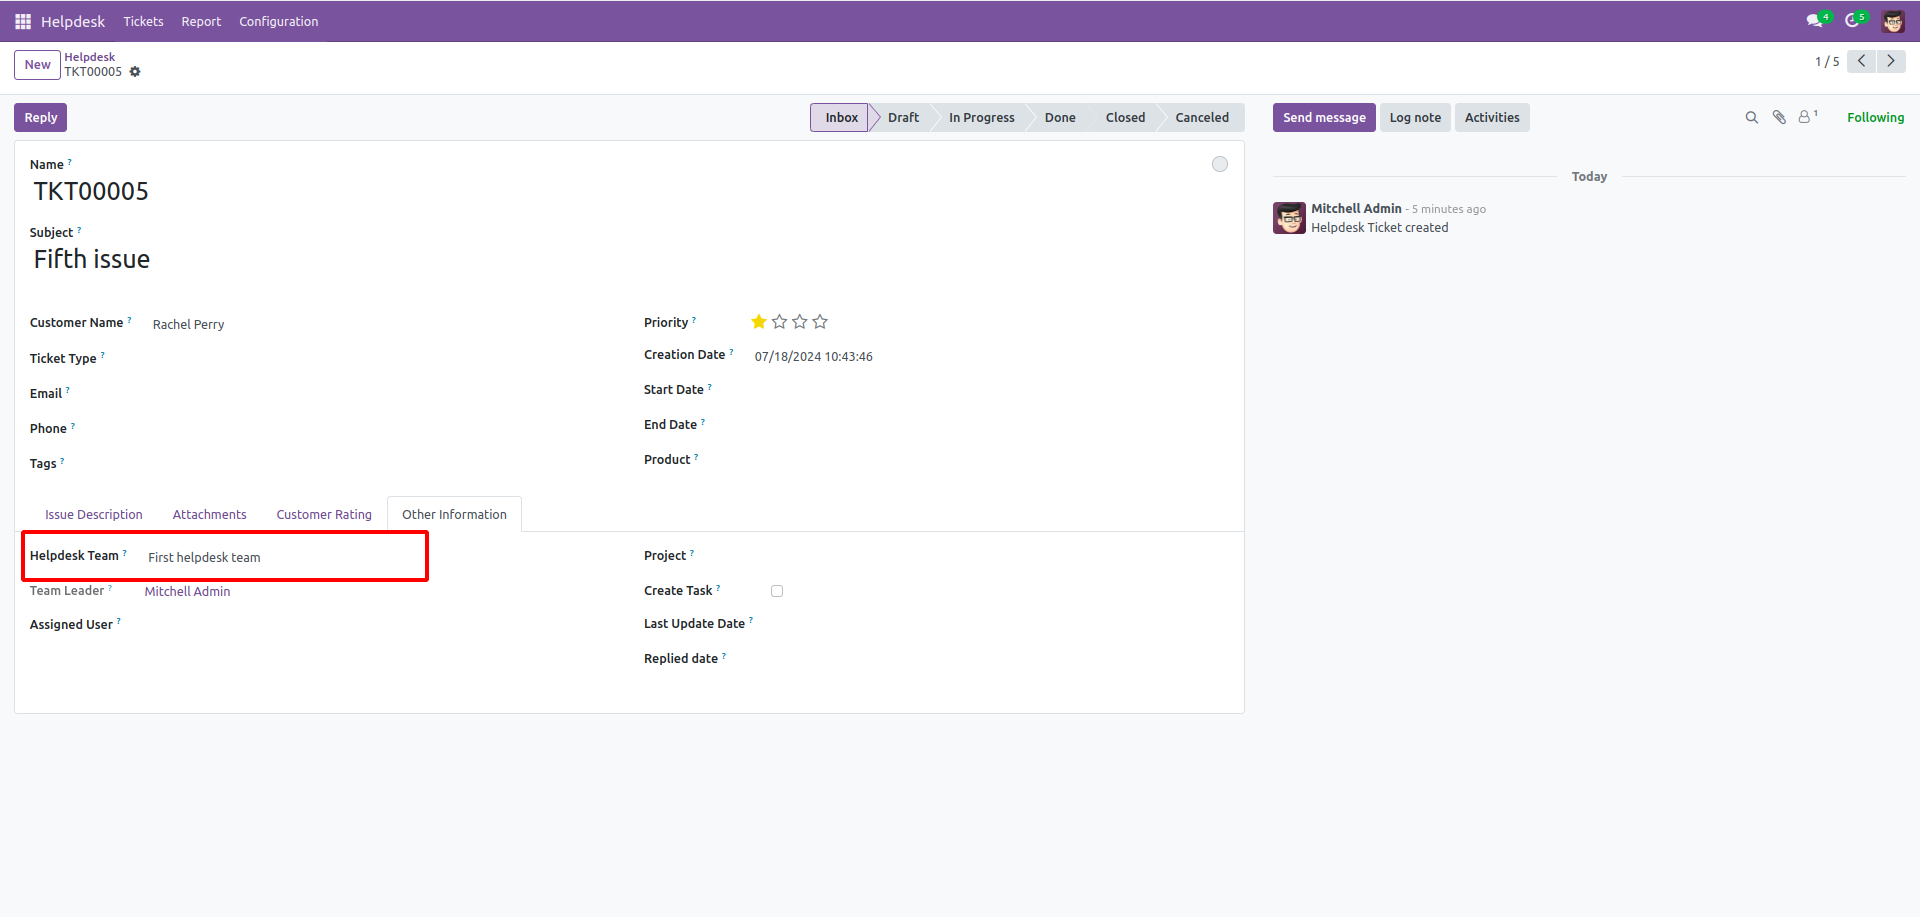 Helpdesk Tickets Report Configuration 4 5
New Helpdesk
TKT00005
1 / 5
Reply
Inbox Draft In Progress Done Closed Canceled
Send message Log note Activities 1 Following
Name ?
TKT00005
Subject ?
Fifth issue
Customer Name ? Rachel Perry
Ticket Type ?
Email ?
Phone ?
Tags ?
Priority ?
Creation Date ? 07/18/2024 10:43:46
Start Date ?
End Date ?
Product ?
Issue Description Attachments Customer Rating Other Information
Helpdesk Team ? First helpdesk team
Team Leader ? Mitchell Admin
Assigned User ?
Project ?
Create Task ?
Last Update Date ?
Replied date ?
Today
Mitchell Admin - 5 minutes ago
Helpdesk Ticket created